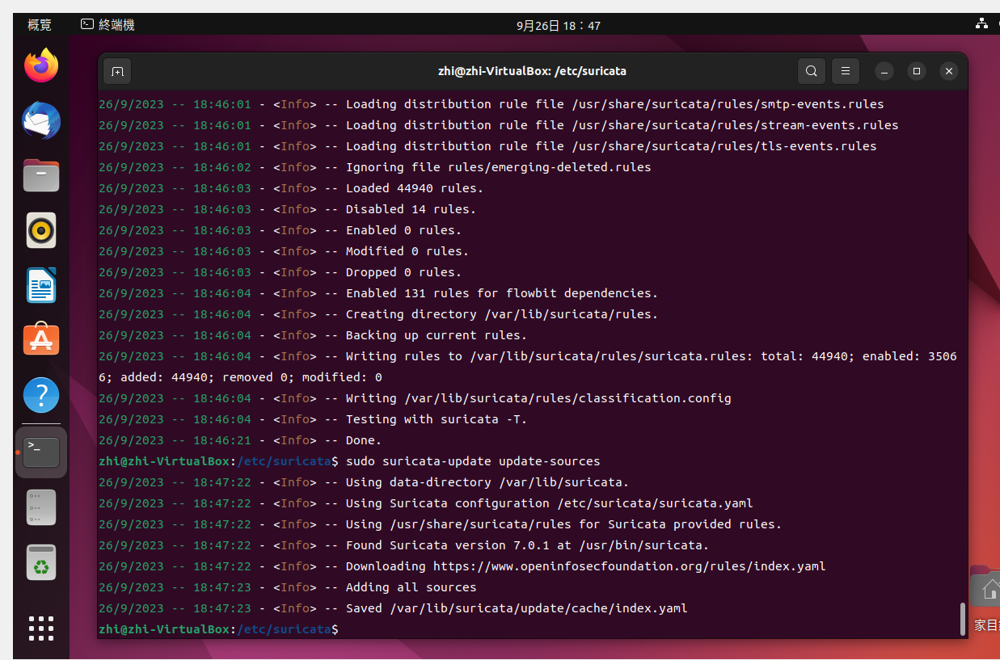 概覽 終端機 9月26日 18：47
zhi@zhi-VirtualBox: /etc/suricata
26/9/2023 -- 18:46:01 - <Info> -- Loading distribution rule file /usr/share/suricata/rules/smtp-events.rules
26/9/2023 -- 18:46:01 - <Info> -- Loading distribution rule file /usr/share/suricata/rules/stream-events.rules
26/9/2023 -- 18:46:01 - <Info> -- Loading distribution rule file /usr/share/suricata/rules/tls-events.rules
26/9/2023 -- 18:46:02 - <Info> -- Ignoring file rules/emerging-deleted.rules
26/9/2023 -- 18:46:03 - <Info> -- Loaded 44940 rules.
26/9/2023 -- 18:46:03 - <Info> -- Disabled 14 rules.
26/9/2023 -- 18:46:03 - <Info> -- Enabled 0 rules.
26/9/2023 -- 18:46:03 - <Info> -- Modified 0 rules.
26/9/2023 -- 18:46:03 - <Info> -- Dropped 0 rules.
26/9/2023 -- 18:46:04 - <Info> -- Enabled 131 rules for flowbit dependencies.
26/9/2023 -- 18:46:04 - <Info> -- Creating directory /var/lib/suricata/rules.
26/9/2023 -- 18:46:04 - <Info> -- Backing up current rules.
26/9/2023 -- 18:46:04 - <Info> -- Writing rules to /var/lib/suricata/rules/suricata.rules: total: 44940; enabled: 3506
6; added: 44940; removed 0; modified: 0
26/9/2023 -- 18:46:04 - <Info> -- Writing /var/lib/suricata/rules/classification.config
26/9/2023 -- 18:46:04 - <Info> -- Testing with suricata -T.
26/9/2023 -- 18:46:21 - <Info> -- Done.
zhi@zhi-VirtualBox:/etc/suricata$ sudo suricata-update update-sources
26/9/2023 -- 18:47:22 - <Info> -- Using data-directory /var/lib/suricata.
26/9/2023 -- 18:47:22 - <Info> -- Using Suricata configuration /etc/suricata/suricata.yaml
26/9/2023 -- 18:47:22 - <Info> -- Using /usr/share/suricata/rules for Suricata provided rules.
26/9/2023 -- 18:47:22 - <Info> -- Found Suricata version 7.0.1 at /usr/bin/suricata.
26/9/2023 -- 18:47:22 - <Info> -- Downloading https://www.openinfosecfoundation.org/rules/index.yaml
26/9/2023 -- 18:47:23 - <Info> -- Adding all sources
26/9/2023 -- 18:47:23 - <Info> -- Saved /var/lib/suricata/update/cache/index.yaml
zhi@zhi-VirtualBox:/etc/suricata$
家目